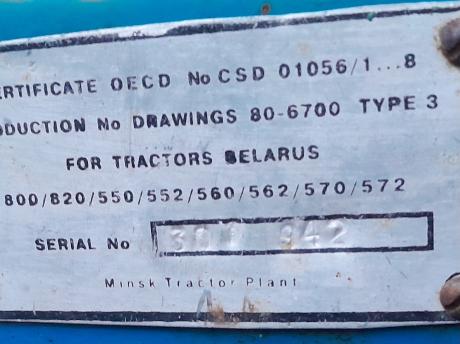 ERTIFICATE OECD No CSD 01056/1...8
ODUCTION No DRAWINGS 80-6700 TYPE 3
FOR TRACTORS BELARUS
800/820/550/552/560/562/570/572
SERIAL No 942
Minsk Tractor Plant